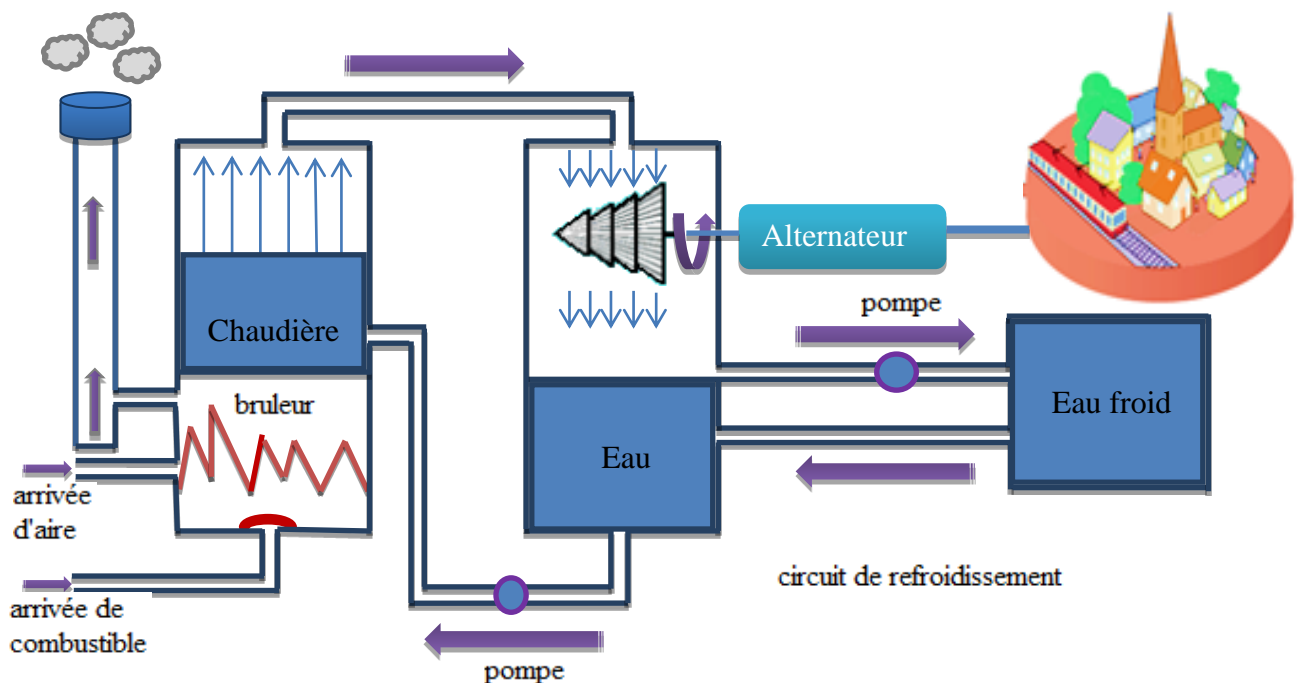 Alternateur
pompe
Chaudière
bruleur
Eau froid
Eau
arrivée
d'aire
circuit de refroidissement
arrivée de
combustible
pompe